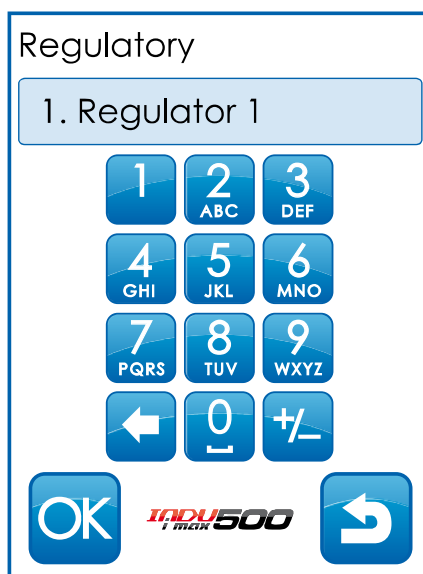 Regulatory
1. Regulator 1
1 2 3
ABC DEF
4 5 6
GHI JKL MNO
7 8 9
PQRS TUV WXYZ
0 +/-
OK INDU i max 500